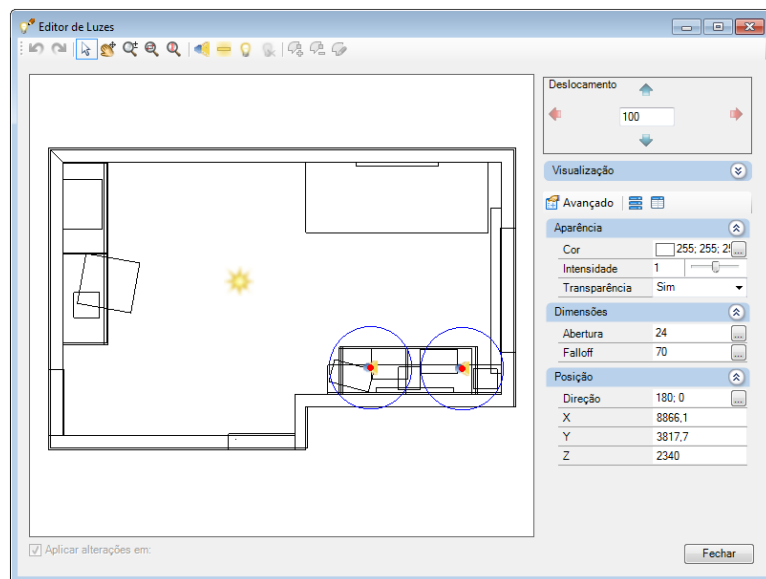 Editor de Luzes
Deslocamento
100
Visualização
Avançado
Aparência
Cor 255; 255; 2 ...
Intensidade 1
Transparência Sim
Dimensões
Abertura 24 ...
Falloff 70 ...
Posição
Direção 180; 0 ...
X 8866,1
Y 3817,7
Z 2340
Aplicar alterações em:
Fechar